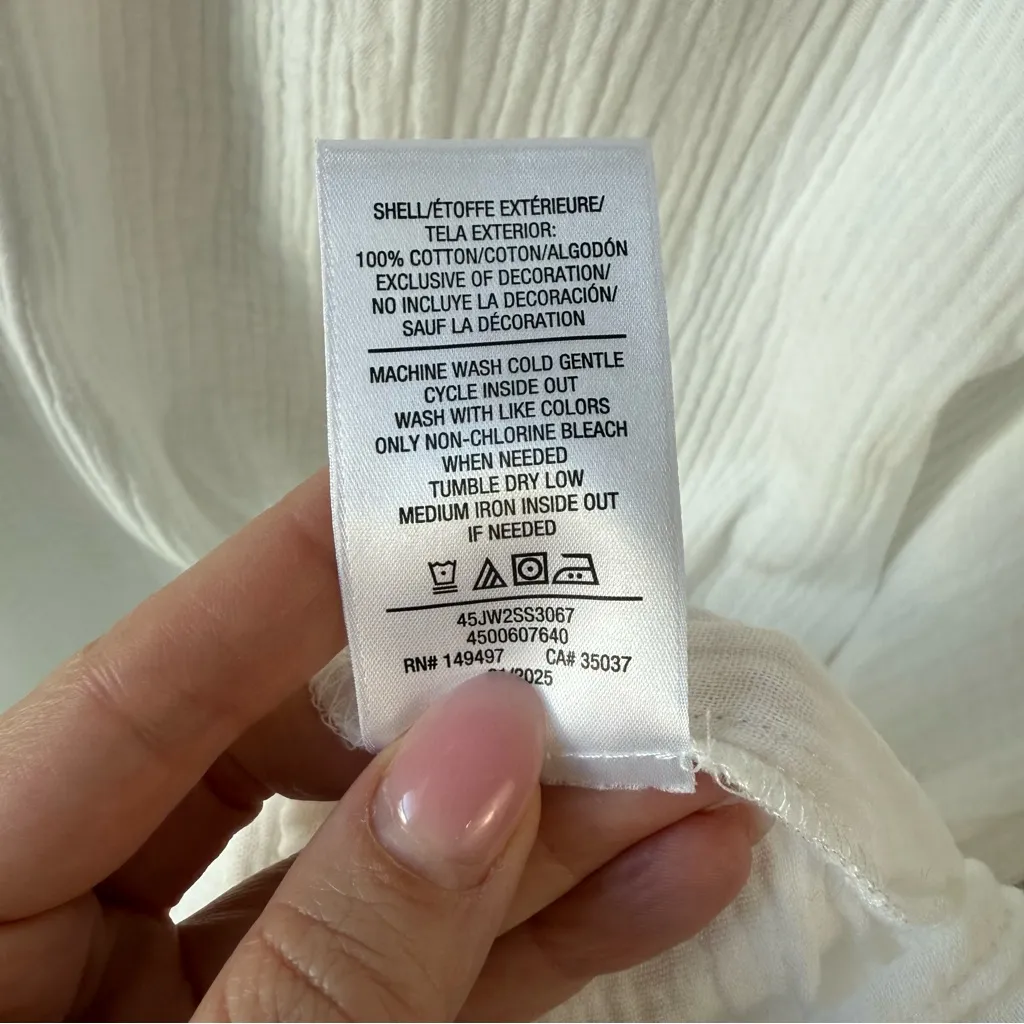 SHELL/ÉTOFFE EXTÉRIEURE/
TELA EXTERIOR:
100% COTTON/COTON/ALGODÓN
EXCLUSIVE OF DECORATION/
NO INCLUYE LA DECORACIÓN/
SAUF LA DÉCORATION
MACHINE WASH COLD GENTLE
CYCLE INSIDE OUT
WASH WITH LIKE COLORS
ONLY NON-CHLORINE BLEACH
WHEN NEEDED
TUMBLE DRY LOW
MEDIUM IRON INSIDE OUT
IF NEEDED
45JW2SS3067
4500607640
RN# 149497 CA# 35037